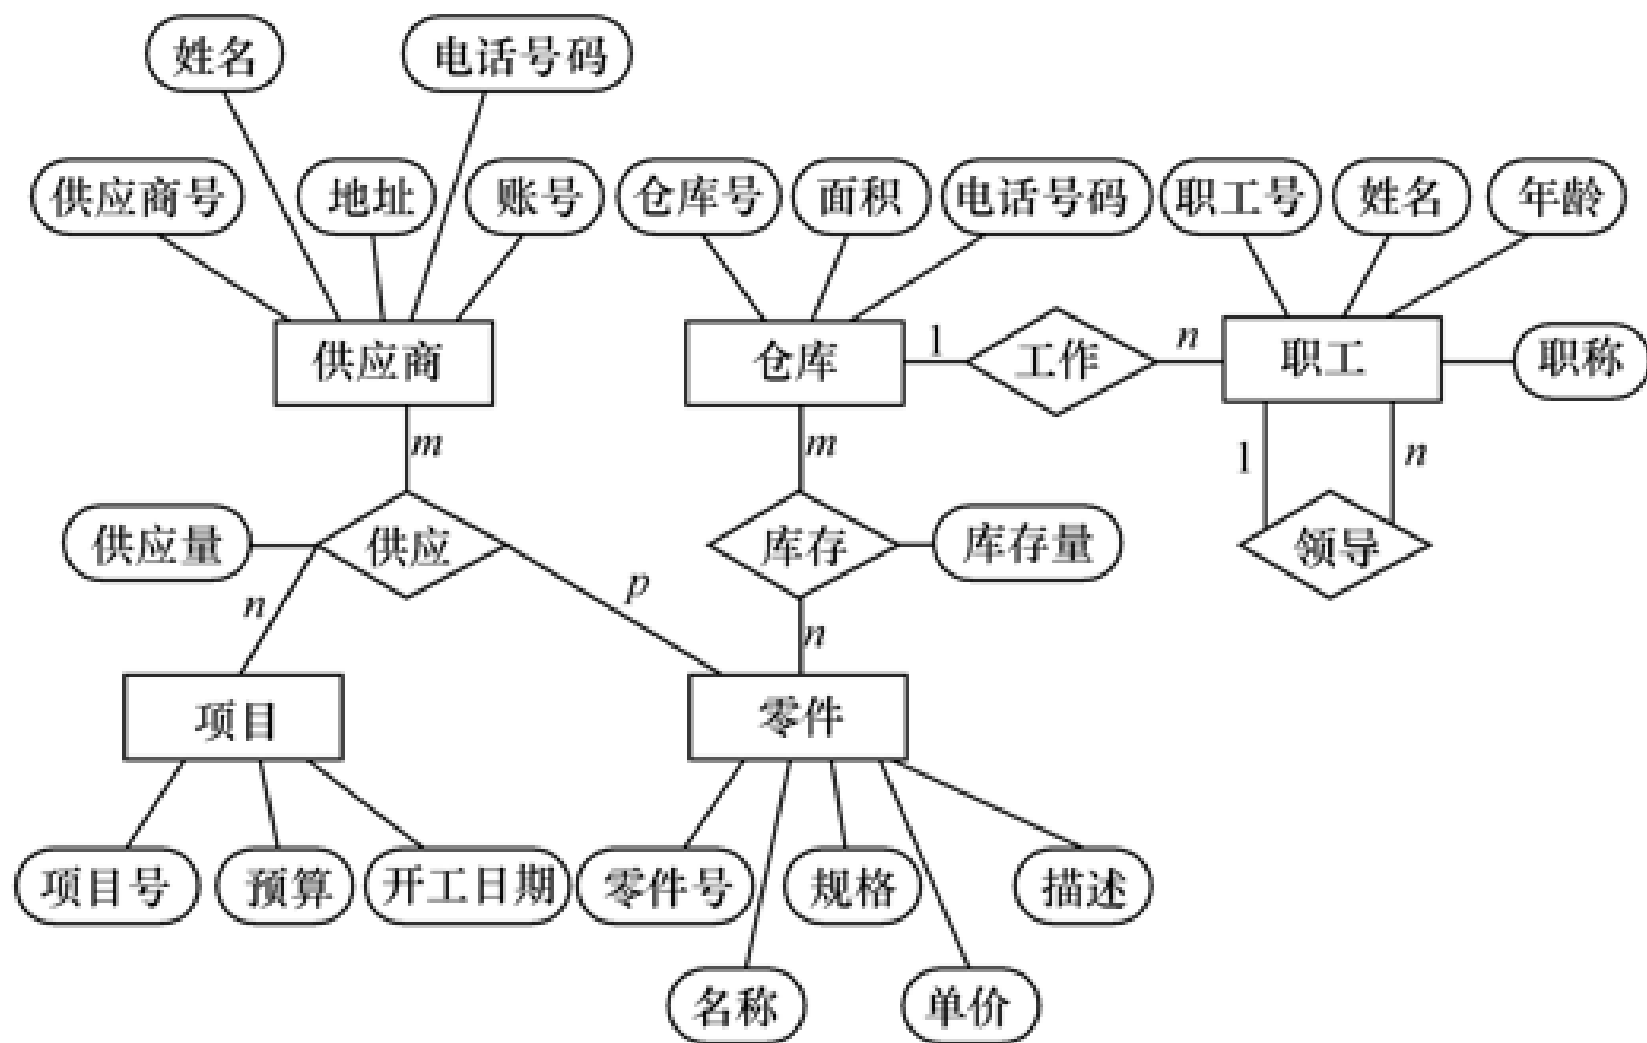 姓名 电话号码
供应商号 地址 账号 仓库号 面积 电话号码 职工号 姓名 年龄
供应商 仓库 1 工作 n 职工 职称
m m 1 n
供应量 供应 库存 库存量 领导
n p n
项目 零件
项目号 预算 开工日期 零件号 规格 描述
名称 单价